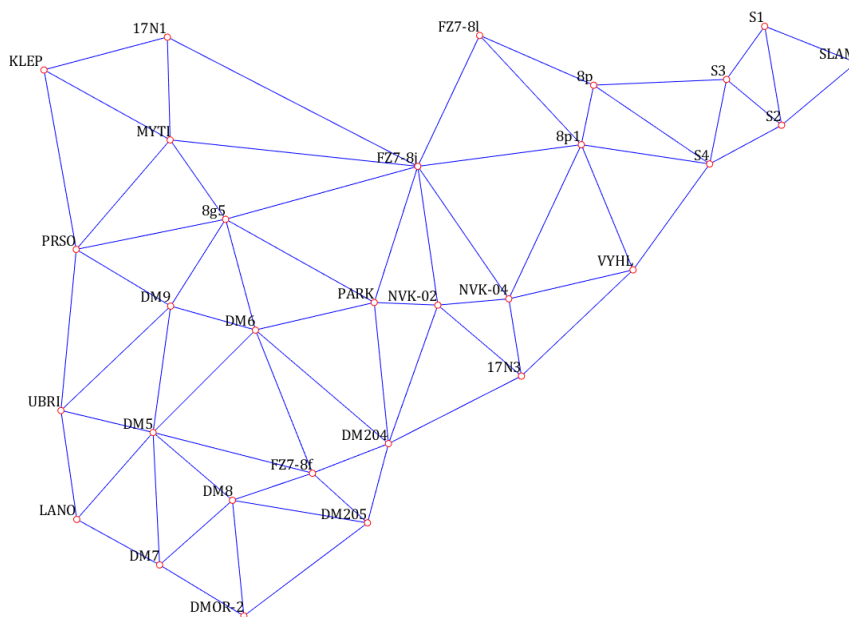 S1
17N1
FZ7-8l
SLAM
KLEP
S3
8p
S2
MYTI
8p1
S4
FZ7-8j
8g5
PRSO
VYHL
DM9
PARK
NVK-02
NVK-04
DM6
17N3
UBRI
DM5
DM204
FZ7-8f
DM8
LANO
DM205
DM7
DMOR-2